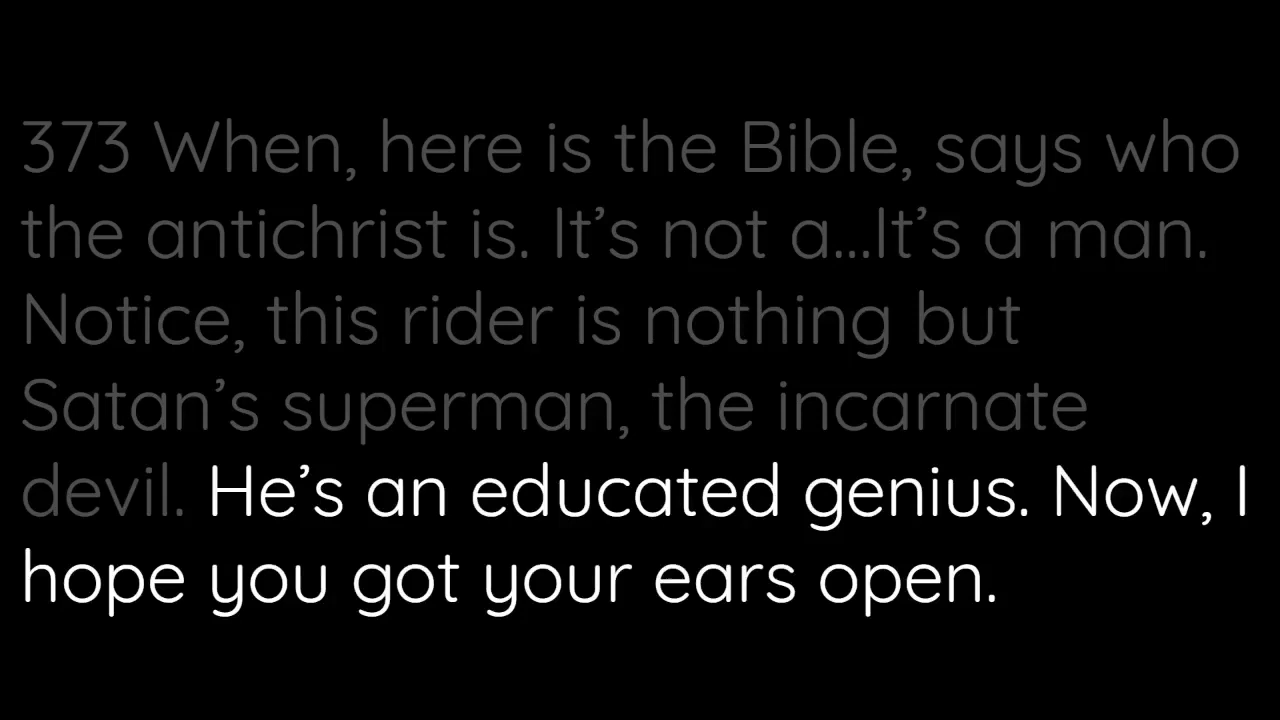 373 When, here is the Bible, says who
the antichrist is. It’s not a...It’s a man.
Notice, this rider is nothing but
Satan’s superman, the incarnate
devil. He’s an educated genius. Now, I
hope you got your ears open.